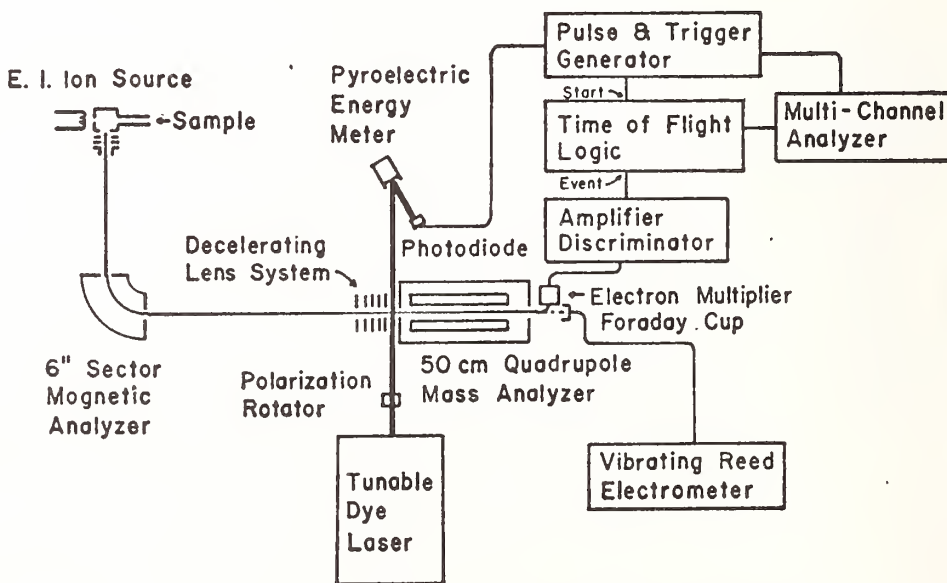 Pulse & Trigger
Generator
E. I. Ion Source
Pyroelectric
Energy
Meter
Sample
Start
Time of Flight
Logic
Multi-Channel
Analyzer
Event
Amplifier
Discriminator
Photodiode
Decelerating
Lens System
Electron Multiplier
Foraday Cup
6" Sector
Mognetic
Analyzer
50 cm Quadrupole
Mass Analyzer
Polarization
Rotator
Tunable
Dye
Laser
Vibrating Reed
Electrometer